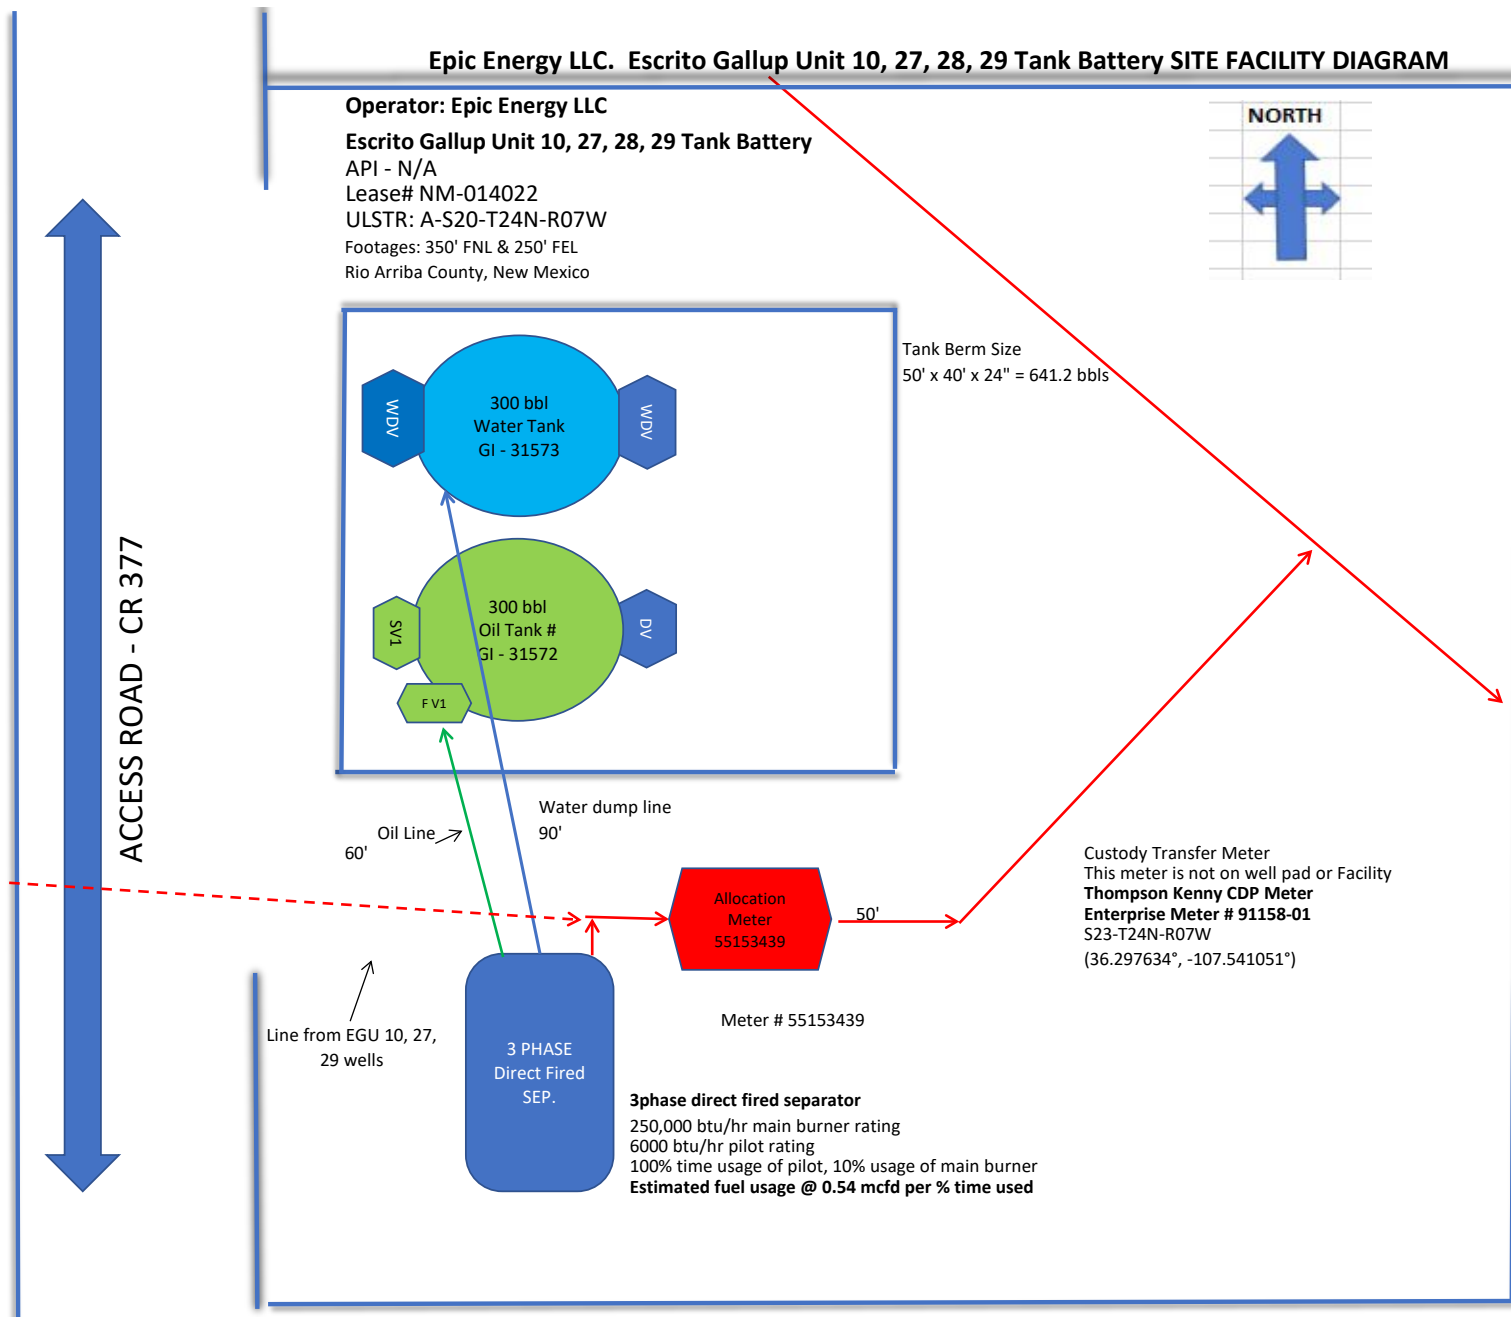 Epic Energy LLC.  Escrito Gallup Unit 10, 27, 28, 29 Tank Battery SITE FACILITY DIAGRAM
Operator: Epic Energy LLC
Escrito Gallup Unit 10, 27, 28, 29 Tank Battery
API - N/A
Lease# NM-014022
ULSTR: A-S20-T24N-R07W
Footages: 350' FNL & 250' FEL
Rio Arriba County, New Mexico
NORTH
Tank Berm Size
50' x 40' x 24" = 641.2 bbls
WDV
300 bbl
Water Tank
GI - 31573
WDV
SV1
300 bbl
Oil Tank #
GI - 31572
DV
F V1
ACCESS ROAD - CR 377
Water dump line
90'
Oil Line
60'
Allocation
Meter
55153439
50'
Custody Transfer Meter
This meter is not on well pad or Facility
Thompson Kenny CDP Meter
Enterprise Meter # 91158-01
S23-T24N-R07W
(36.297634°, -107.541051°)
Meter # 55153439
Line from EGU 10, 27,
29 wells
3 PHASE
Direct Fired
SEP.
3phase direct fired separator
250,000 btu/hr main burner rating
6000 btu/hr pilot rating
100% time usage of pilot, 10% usage of main burner
Estimated fuel usage @ 0.54 mcfd per % time used